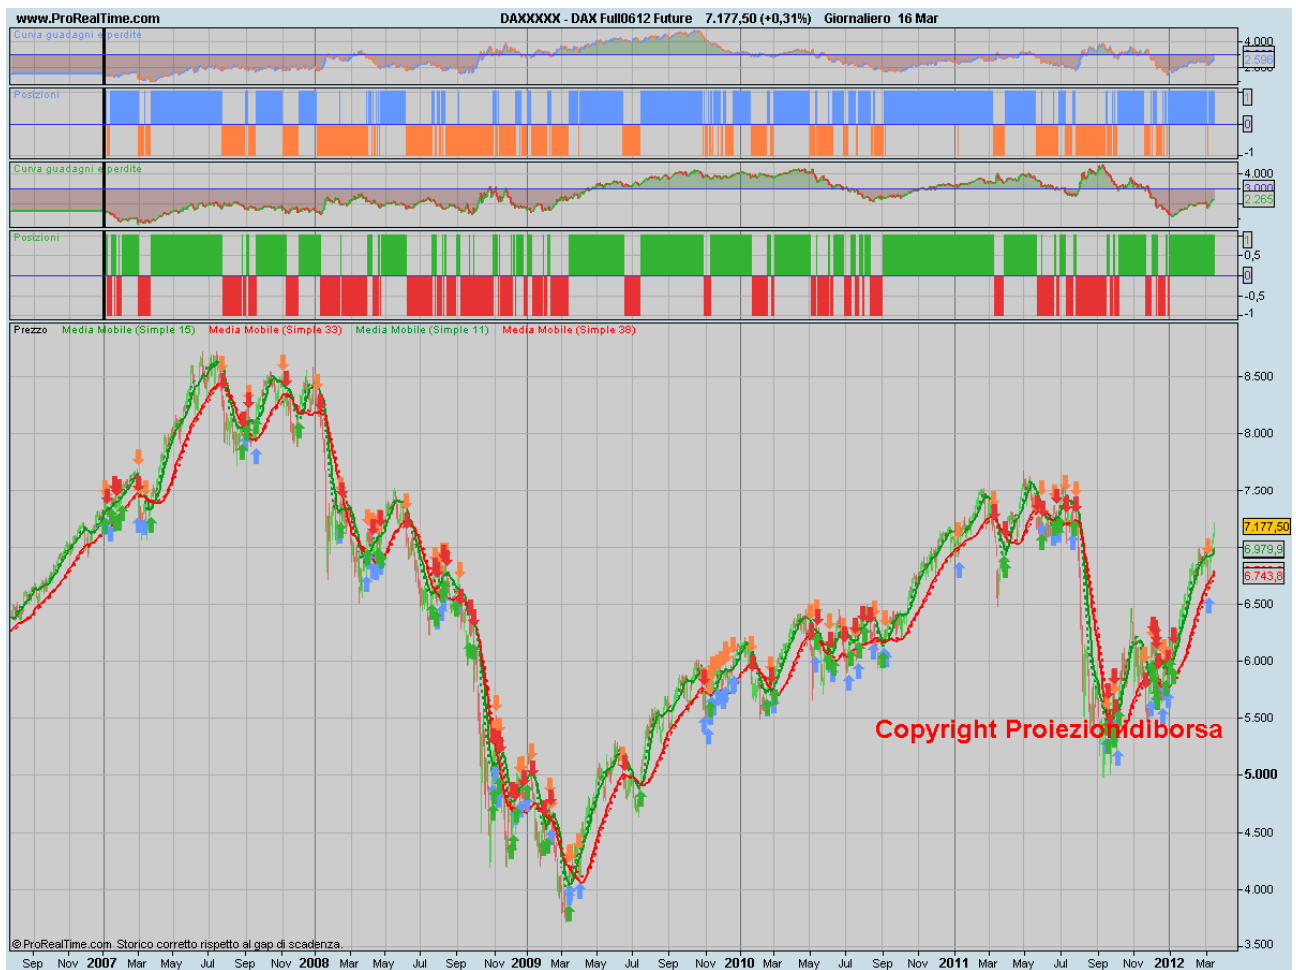 www.ProRealTime.com DAXXXXX - DAX Full0612 Future 7.177,50 (+0,31%) Giornaliero 16 Mar
Curva guadagni e perdite
4.000
2.596
Posizioni
1
0
-1
Curva guadagni e perdite
4.000
3.000
2.265
Posizioni
1
0,5
0
-0,5
-1
Prezzo Media Mobile (Simple 15) Media Mobile (Simple 33) Media Mobile (Simple 11) Media Mobile (Simple 38)
8.500
8.000
7.500
7.177,50
6.979,9
6.743,8
6.500
6.000
5.500
Copyright Proiezionidiborsa
5.000
4.500
4.000
3.500
© ProRealTime.com Storico corretto rispetto al gap di scadenza.
Sep Nov 2007 Mar May Jul Sep Nov 2008 Mar May Jul Sep Nov 2009 Mar May Jul Sep Nov 2010 Mar May Jul Sep Nov 2011 Mar May Jul Sep Nov 2012 Mar